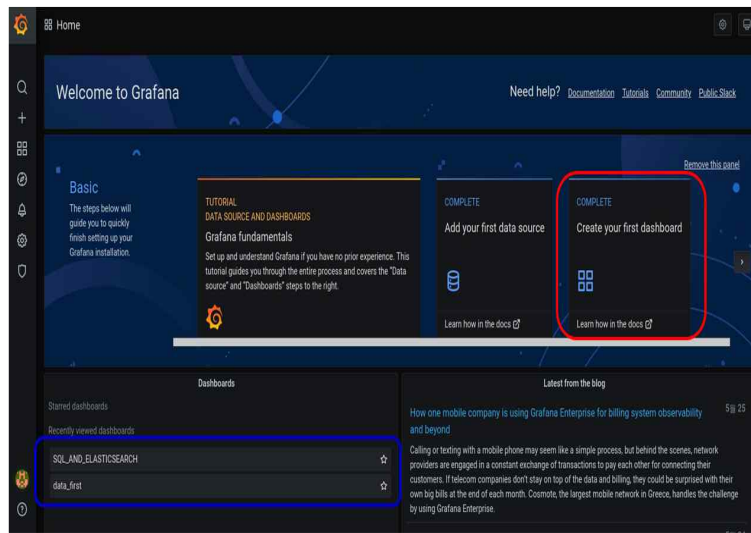 Home
Welcome to Grafana
Need help? Documentation Tutorials Community Public Slack
Remove this panel
Basic
The steps below will
guide you to quickly
finish setting up your
Grafana installation.
TUTORIAL
DATA SOURCE AND DASHBOARDS
Grafana fundamentals
Set up and understand Grafana if you have no prior experience. This
tutorial guides you through the entire process and covers the "Data
source" and "Dashboards" steps to the right.
COMPLETE
Add your first data source
Learn how in the docs
COMPLETE
Create your first dashboard
Learn how in the docs
Dashboards
Starred dashboards
Recently viewed dashboards
SQL_AND_ELASTICSEARCH
data_first
Latest from the blog
How one mobile company is using Grafana Enterprise for billing system observability
and beyond
5월 25
Calling or texting with a mobile phone may seem like a simple process, but behind the scenes, network
providers are engaged in a constant exchange of transactions to pay each other for connecting their
customers. If telecom companies don't stay on top of the data and billing, they could be surprised with their
own big bills at the end of each month. Cosmote, the largest mobile network in Greece, handles the challenge
by using Grafana Enterprise.